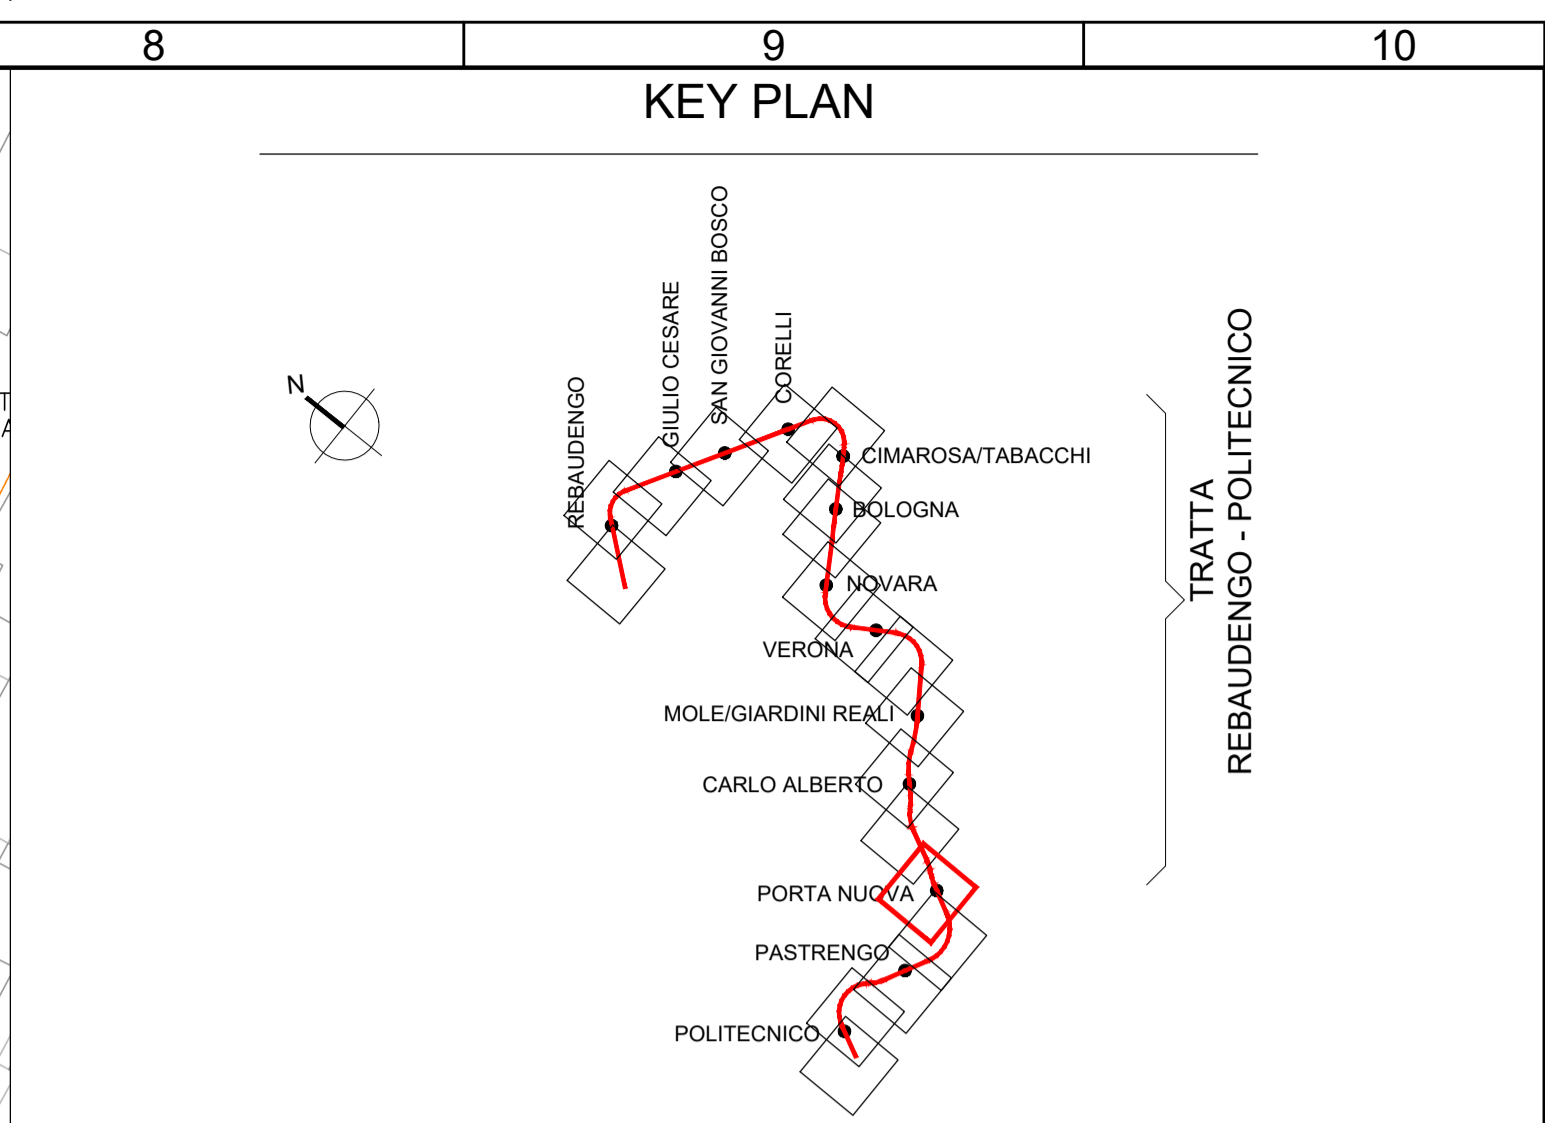 8
9
10
KEY PLAN
N
REBAUDENGO
GIULIO CESARE
SAN GIOVANNI BOSCO
CORELLI
CIMAROSA/TABACCHI
BOLOGNA
NOVARA
VERONA
MOLE/GIARDINI REALI
CARLO ALBERTO
PORTA NUOVA
PASTRENGO
POLITECNICO
TRATTA
REBAUDENGO - POLITECNICO